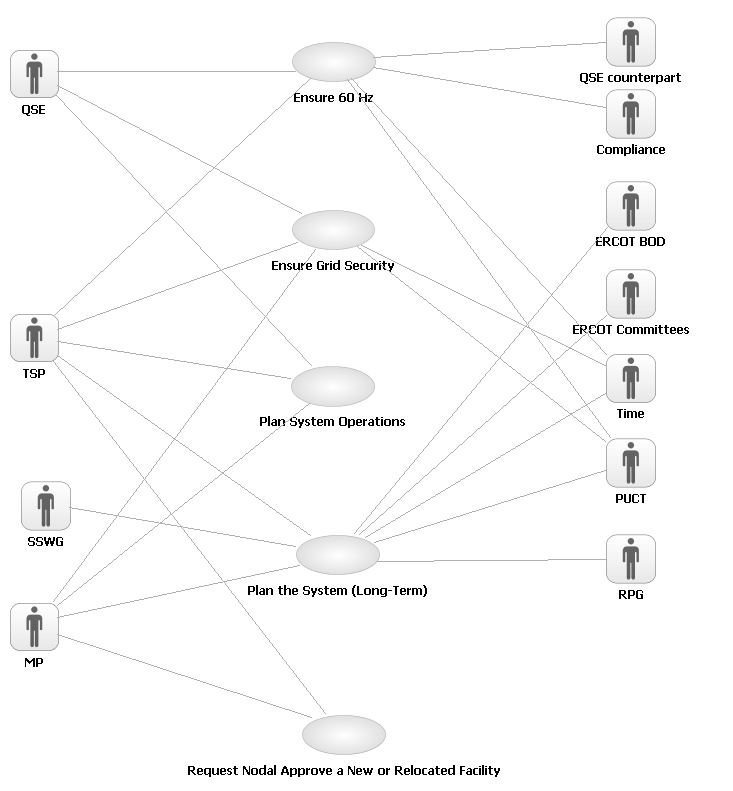 QSE
Ensure 60 Hz
QSE counterpart
Compliance
ERCOT BOD
Ensure Grid Security
ERCOT Committees
TSP
Time
Plan System Operations
PUCT
SSWG
Plan the System (Long-Term)
RPG
MP
Request Nodal Approve a New or Relocated Facility